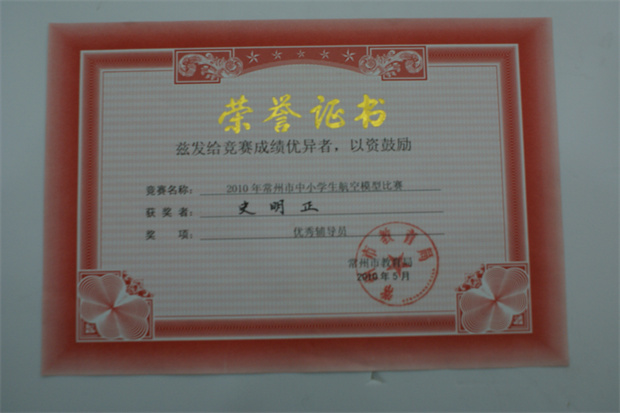 荣誉证书
兹发给竞赛成绩优异者，以资鼓励
竞赛名称： 2010年常州市中小学生航空模型比赛
获奖者： 史明正
奖项： 优秀辅导员
常州市教育局
2010年5月